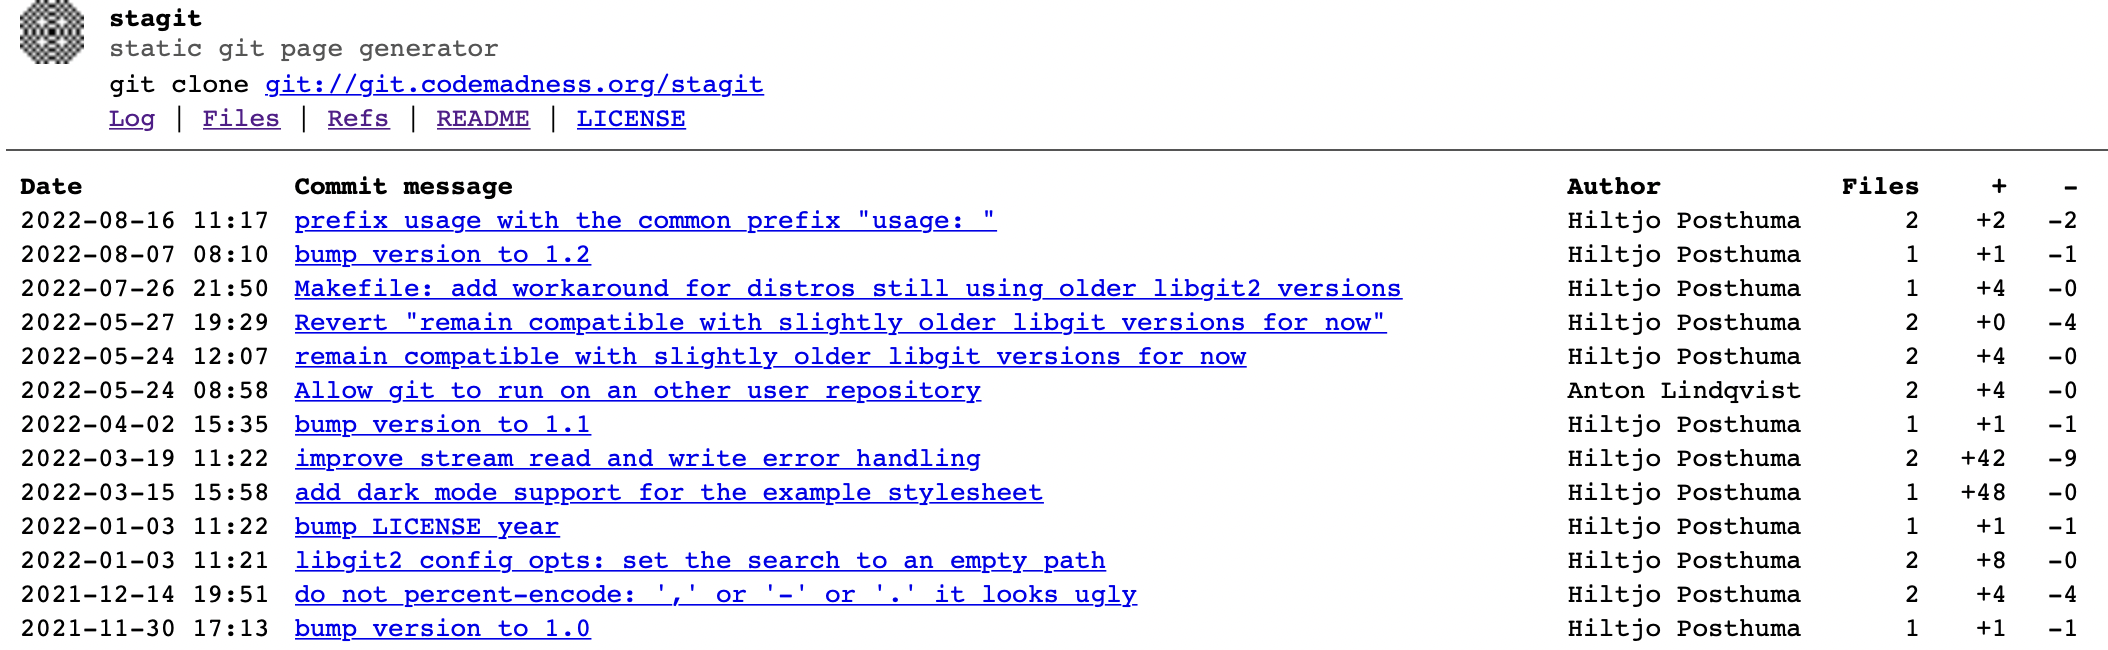 stagit
static git page generator
git clone git://git.codemadness.org/stagit
Log | Files | Refs | README | LICENSE
Date Commit message Author Files + -
2022-08-16 11:17 prefix usage with the common prefix "usage: " Hiltjo Posthuma 2 +2 -2
2022-08-07 08:10 bump version to 1.2 Hiltjo Posthuma 1 +1 -1
2022-07-26 21:50 Makefile: add workaround for distros still using older libgit2 versions Hiltjo Posthuma 1 +4 -0
2022-05-27 19:29 Revert "remain compatible with slightly older libgit versions for now" Hiltjo Posthuma 2 +0 -4
2022-05-24 12:07 remain compatible with slightly older libgit versions for now Hiltjo Posthuma 2 +4 -0
2022-05-24 08:58 Allow git to run on an other user repository Anton Lindqvist 2 +4 -0
2022-04-02 15:35 bump version to 1.1 Hiltjo Posthuma 1 +1 -1
2022-03-19 11:22 improve stream read and write error handling Hiltjo Posthuma 2 +42 -9
2022-03-15 15:58 add dark mode support for the example stylesheet Hiltjo Posthuma 1 +48 -0
2022-01-03 11:22 bump LICENSE year Hiltjo Posthuma 1 +1 -1
2022-01-03 11:21 libgit2 config opts: set the search to an empty path Hiltjo Posthuma 2 +8 -0
2021-12-14 19:51 do not percent-encode: ',' or '-' or '.' it looks ugly Hiltjo Posthuma 2 +4 -4
2021-11-30 17:13 bump version to 1.0 Hiltjo Posthuma 1 +1 -1